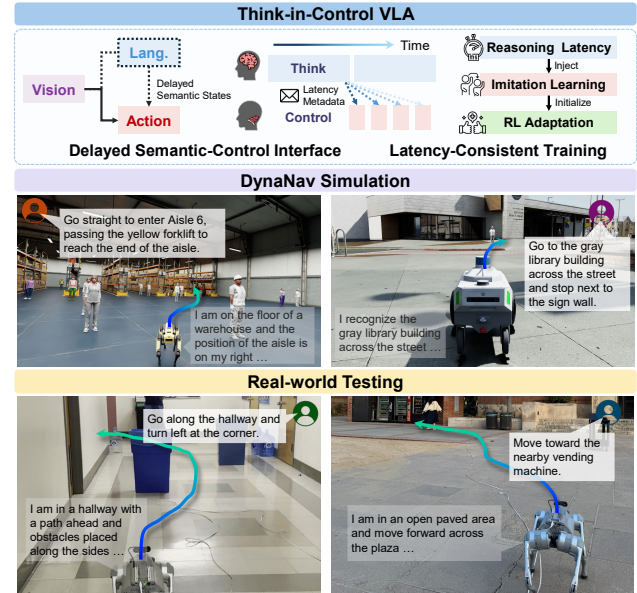 Think-in-Control VLA
Lang.
Vision
Delayed
Semantic States
Action
Delayed Semantic-Control Interface
Time
Think
Latency
Metadata
Control
Reasoning Latency
Inject
Imitation Learning
Initialize
RL Adaptation
Latency-Consistent Training
DynaNav Simulation
Go straight to enter Aisle 6,
passing the yellow forklift to
reach the end of the aisle.
I am on the floor of a
warehouse and the
position of the aisle is
on my right ...
Go to the gray
library building
across the street
and stop next to
the sign wall.
I recognize the
gray library building
across the street ...
Real-world Testing
Go along the hallway and
turn left at the corner.
I am in a hallway with
a path ahead and
obstacles placed
along the sides ...
Move toward the
nearby vending
machine.
I am in an open paved area
and move forward across
the plaza ...